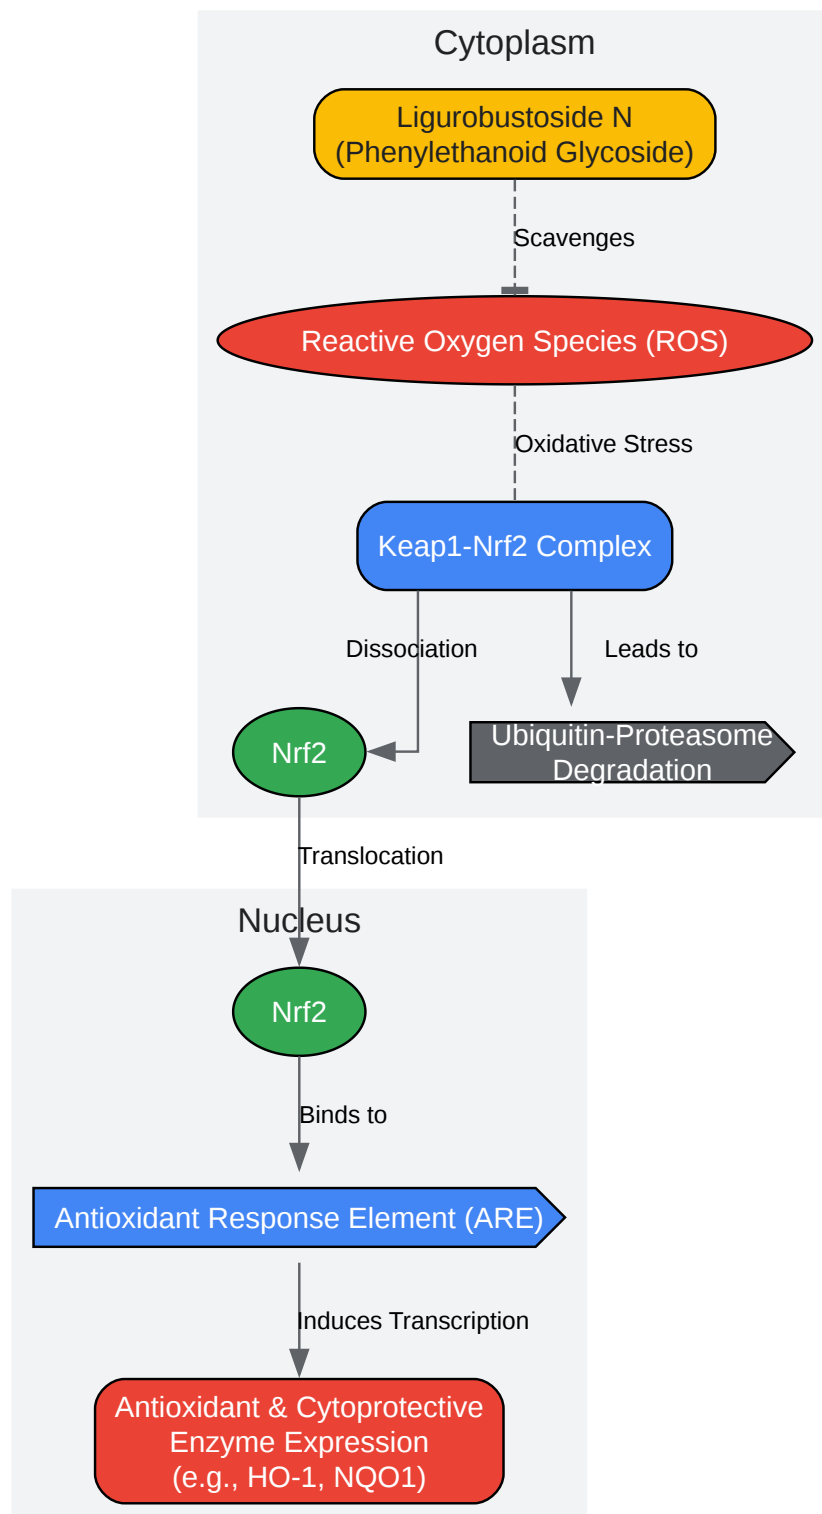 Cytoplasm
Ligurobustoside N
(Phenylethanoid Glycoside)
Scavenges
Reactive Oxygen Species (ROS)
Oxidative Stress
Keap1-Nrf2 Complex
Dissociation
Leads to
Nrf2
Ubiquitin-Proteasome
Degradation
Translocation
Nucleus
Nrf2
Binds to
Antioxidant Response Element (ARE)
Induces Transcription
Antioxidant & Cytoprotective
Enzyme Expression
(e.g., HO-1, NQO1)